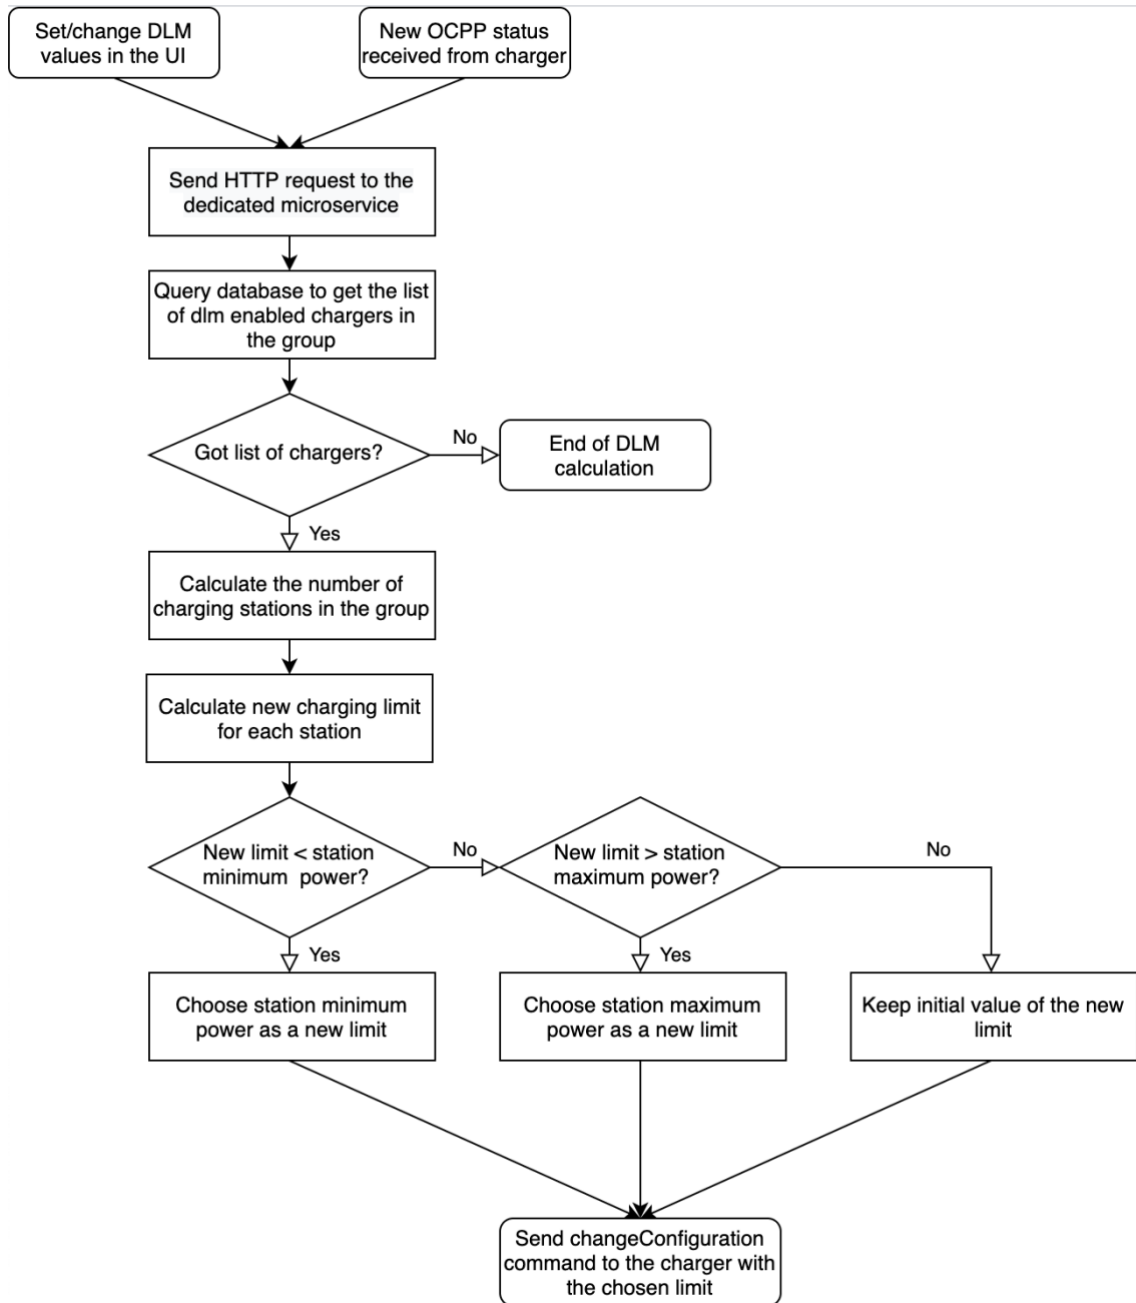 Set/change DLM
values in the UI
New OCPP status
received from charger
Send HTTP request to the
dedicated microservice
Query database to get the list
of dlm enabled chargers in
the group
Got list of chargers?
No
End of DLM
calculation
Yes
Calculate the number of
charging stations in the group
Calculate new charging limit
for each station
New limit < station
minimum power?
No
New limit > station
maximum power?
No
Yes
Yes
Choose station minimum
power as a new limit
Choose station maximum
power as a new limit
Keep initial value of the new
limit
Send changeConfiguration
command to the charger with
the chosen limit